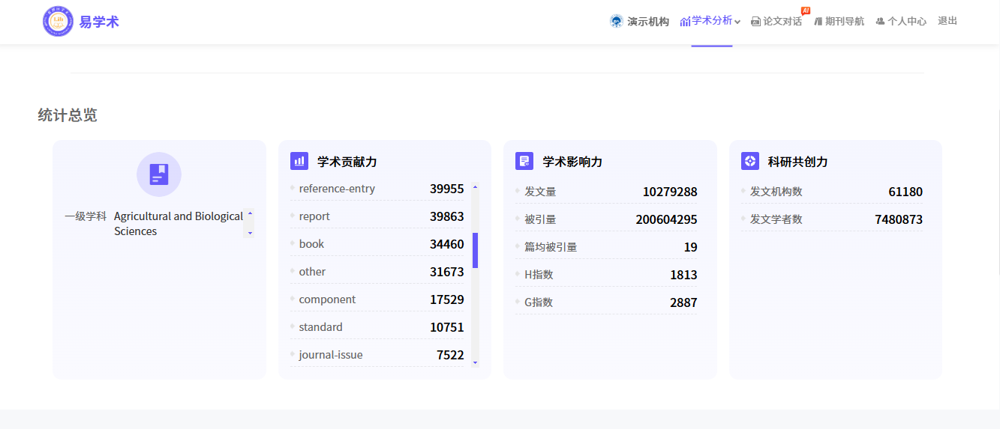 易学术
演示机构
学术分析
论文对话
AI
期刊导航
个人中心
退出
统计总览
一级学科
Agricultural and Biological
Sciences
学术贡献力
reference-entry 39955
report 39863
book 34460
other 31673
component 17529
standard 10751
journal-issue 7522
学术影响力
发文量 10279288
被引量 200604295
篇均被引量 19
H指数 1813
G指数 2887
科研共创力
发文机构数 61180
发文学者数 7480873